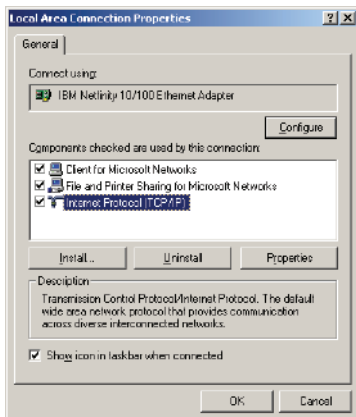 Local Area Connection Properties
General
Connect using:
IBM Netfinity 10/100 Ethernet Adapter
Configure
Components checked are used by this connection:
Client for Microsoft Networks
File and Printer Sharing for Microsoft Networks
Internet Protocol (TCP/IP)
Install...
Uninstall
Properties
Description
Transmission Control Protocol/Internet Protocol. The default
wide area network protocol that provides communication
across diverse interconnected networks.
Show icon in taskbar when connected
OK
Cancel